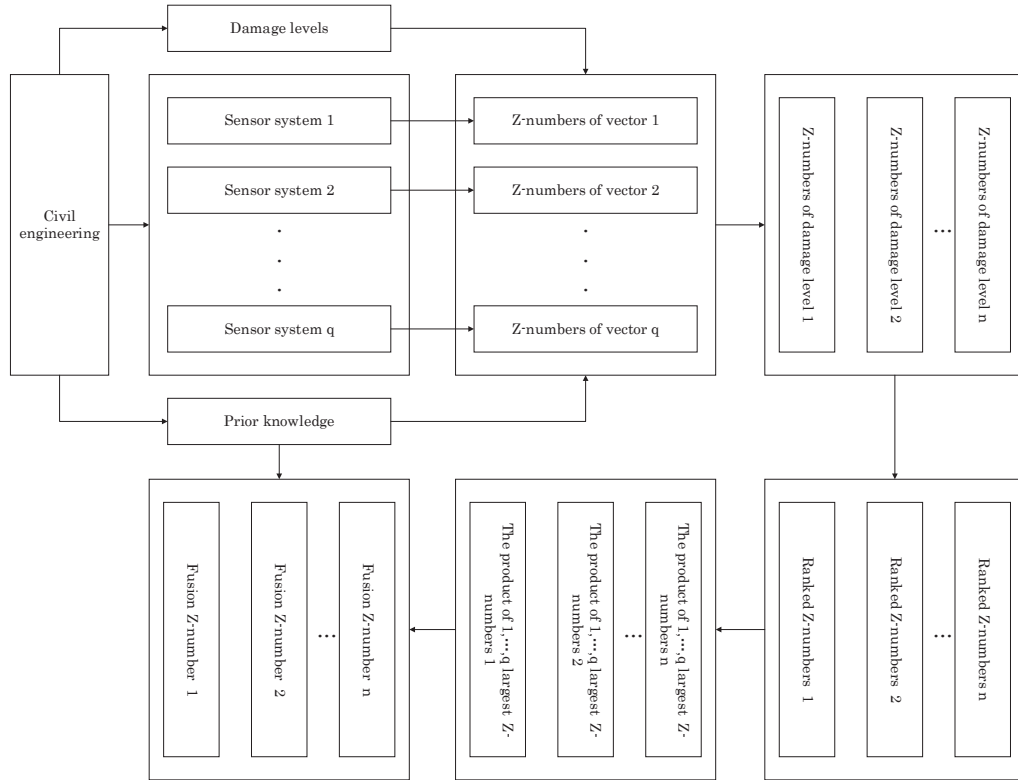 Damage levels
Civil
engineering
Sensor system 1
Sensor system 2
.
.
.
Sensor system q
Z-numbers of vector 1
Z-numbers of vector 2
.
.
.
Z-numbers of vector q
Z-numbers of damage level 1
Z-numbers of damage level 2
...
Z-numbers of damage level n
Prior knowledge
Fusion Z-number 1
Fusion Z-number 2
...
Fusion Z-number n
The product of 1,···,q largest Z-
numbers 1
The product of 1,···,q largest Z-
numbers 2
...
The product of 1,···,q largest Z-
numbers n
Ranked Z-numbers 1
Ranked Z-numbers 2
...
Ranked Z-numbers n